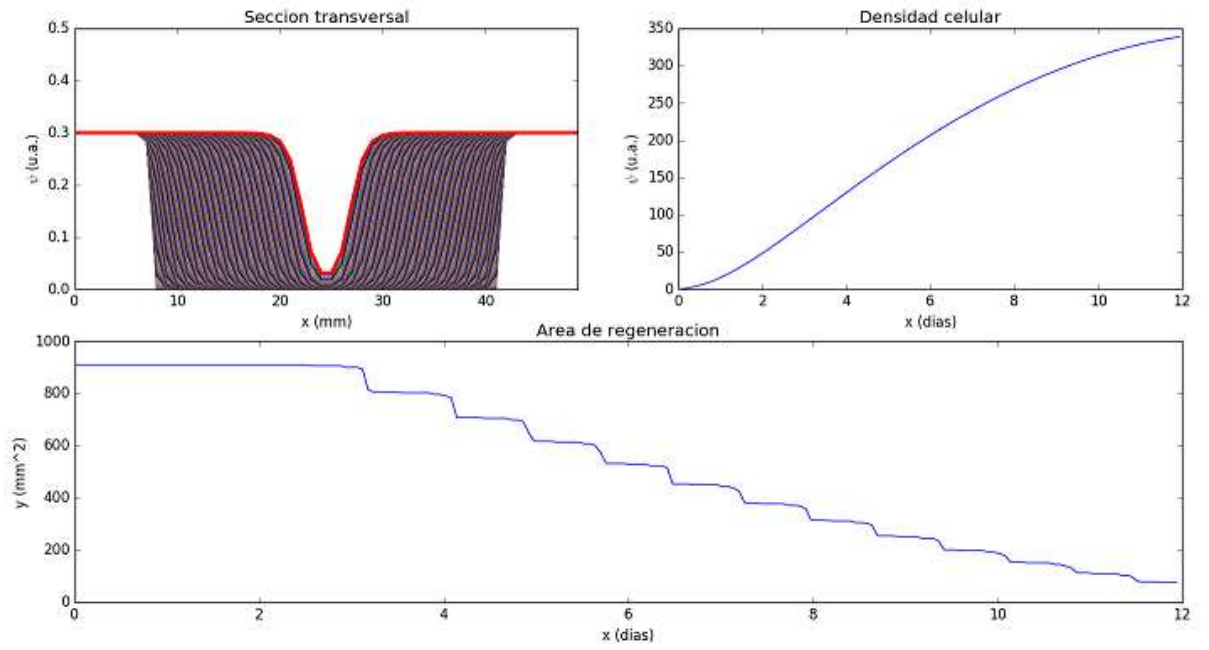 Seccion transversal
0.5
0.4
0.3
0.2
0.1
0.0
ψ (u.a.)
0 10 20 30 40
x (mm)
Densidad celular
350
300
250
200
150
100
50
0
ψ (u.a.)
0 2 4 6 8 10 12
x (dias)
Area de regeneracion
1000
800
600
400
200
0
y (mm^2)
0 2 4 6 8 10 12
x (dias)